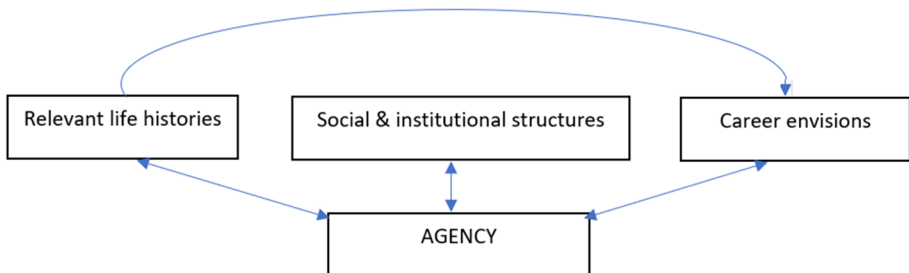 Relevant life histories
Social & institutional structures
Career envisions
AGENCY